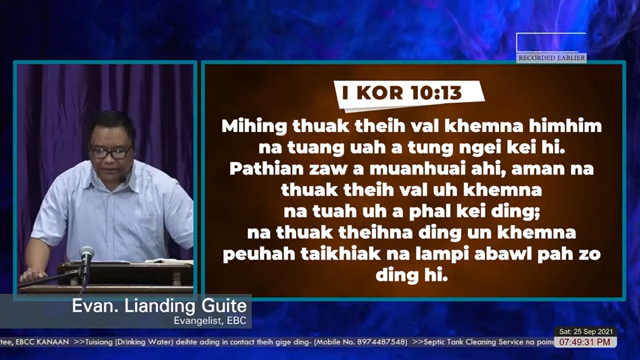 RECORDED EARLIER
I KOR 10:13
Mihing thuak theih val khemna himhim
na tuang uah a tung ngei kei hi.
Pathian zaw a muanhuai ahi, aman na
thuak theih val uh khemna
na tuah uh a phal kei ding;
na thuak theihna ding un khemna
peuhah taikhiak na lampi abawl pah zo
ding hi.
Evan. Lianding Guite
Evangelist, EBC
Sat: 25 Sep 2021
tee, EBCC KANAAN >>Tuisiang (Drinking Water) deihte ading in contact theih gige ding- (Mobile No. 8974487548) >>Septic Tank Cleaning Service na poim
07:49:31 PM